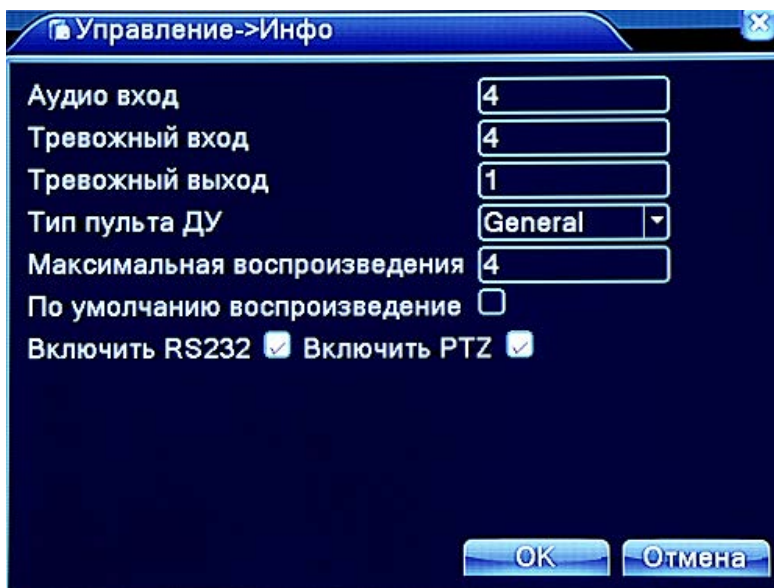 Управление->Инфо
Аудио вход 4
Тревожный вход 4
Тревожный выход 1
Тип пульта ДУ General
Максимальная воспроизведения 4
По умолчанию воспроизведение
Включить RS232 Включить PTZ
OK Отмена